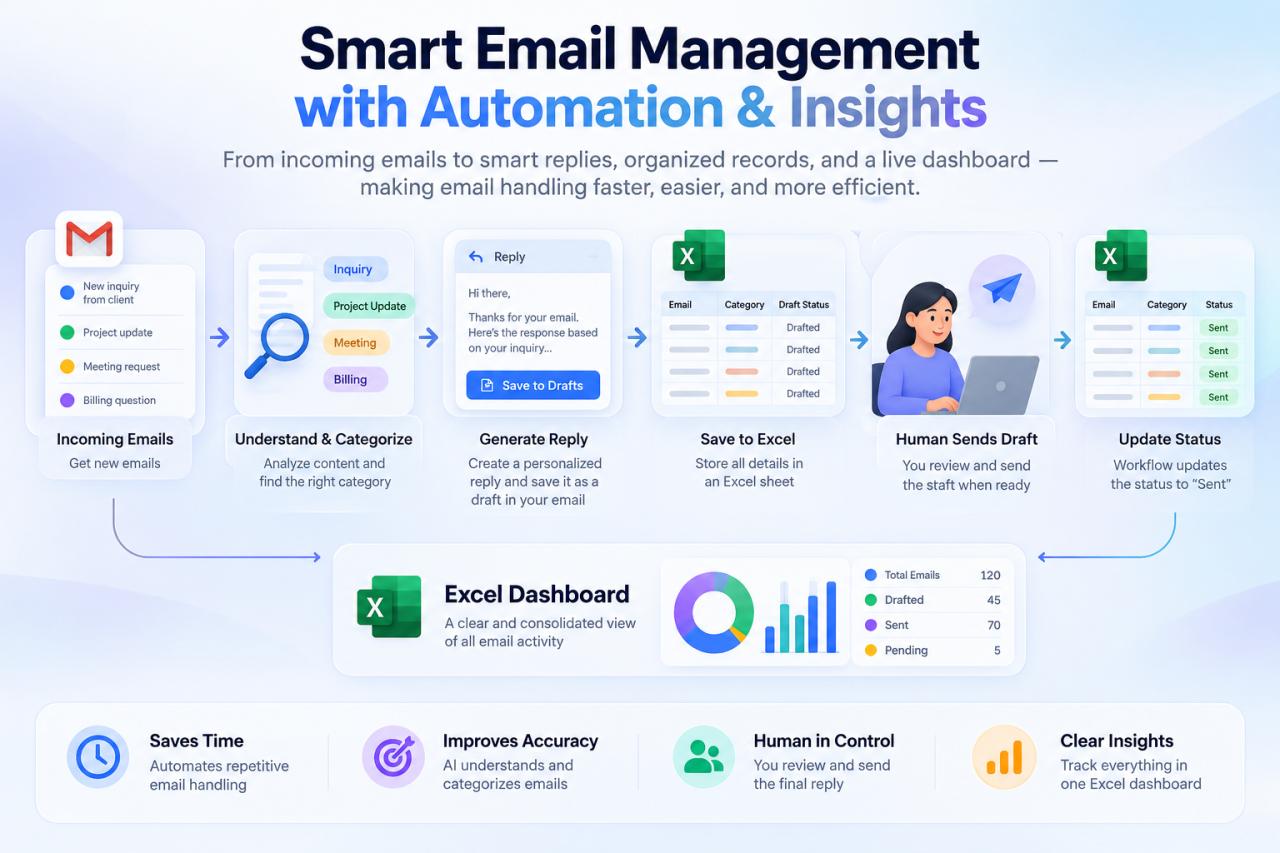 Smart Email Management
with Automation & Insights
From incoming emails to smart replies, organized records, and a live dashboard —
making email handling faster, easier, and more efficient.
New inquiry
from client
Project update
Meeting request
Billing question
Incoming Emails
Get new emails
Inquiry
Project Update
Meeting
Billing
Understand & Categorize
Analyze content and
find the right category
Reply
Hi there,
Thanks for your email.
Here's the response based
on your inquiry...
Save to Drafts
Generate Reply
Create a personalized
reply and save it as a
draft in your email
X
Email Category Draft Status
Drafted
Drafted
Drafted
Drafted
Save to Excel
Store all details in
an Excel sheet
Human Sends Draft
You review and send
the staft when ready
X
Email Category Status
Sent
Sent
Sent
Sent
Update Status
Workflow updates
the status to “Sent”
X
Excel Dashboard
A clear and consolidated view
of all email activity
Total Emails 120
Drafted 45
Sent 70
Pending 5
Saves Time
Automates repetitive
email handling
Improves Accuracy
AI understands and
categorizes emails
Human in Control
You review and send
the final reply
Clear Insights
Track everything in
one Excel dashboard